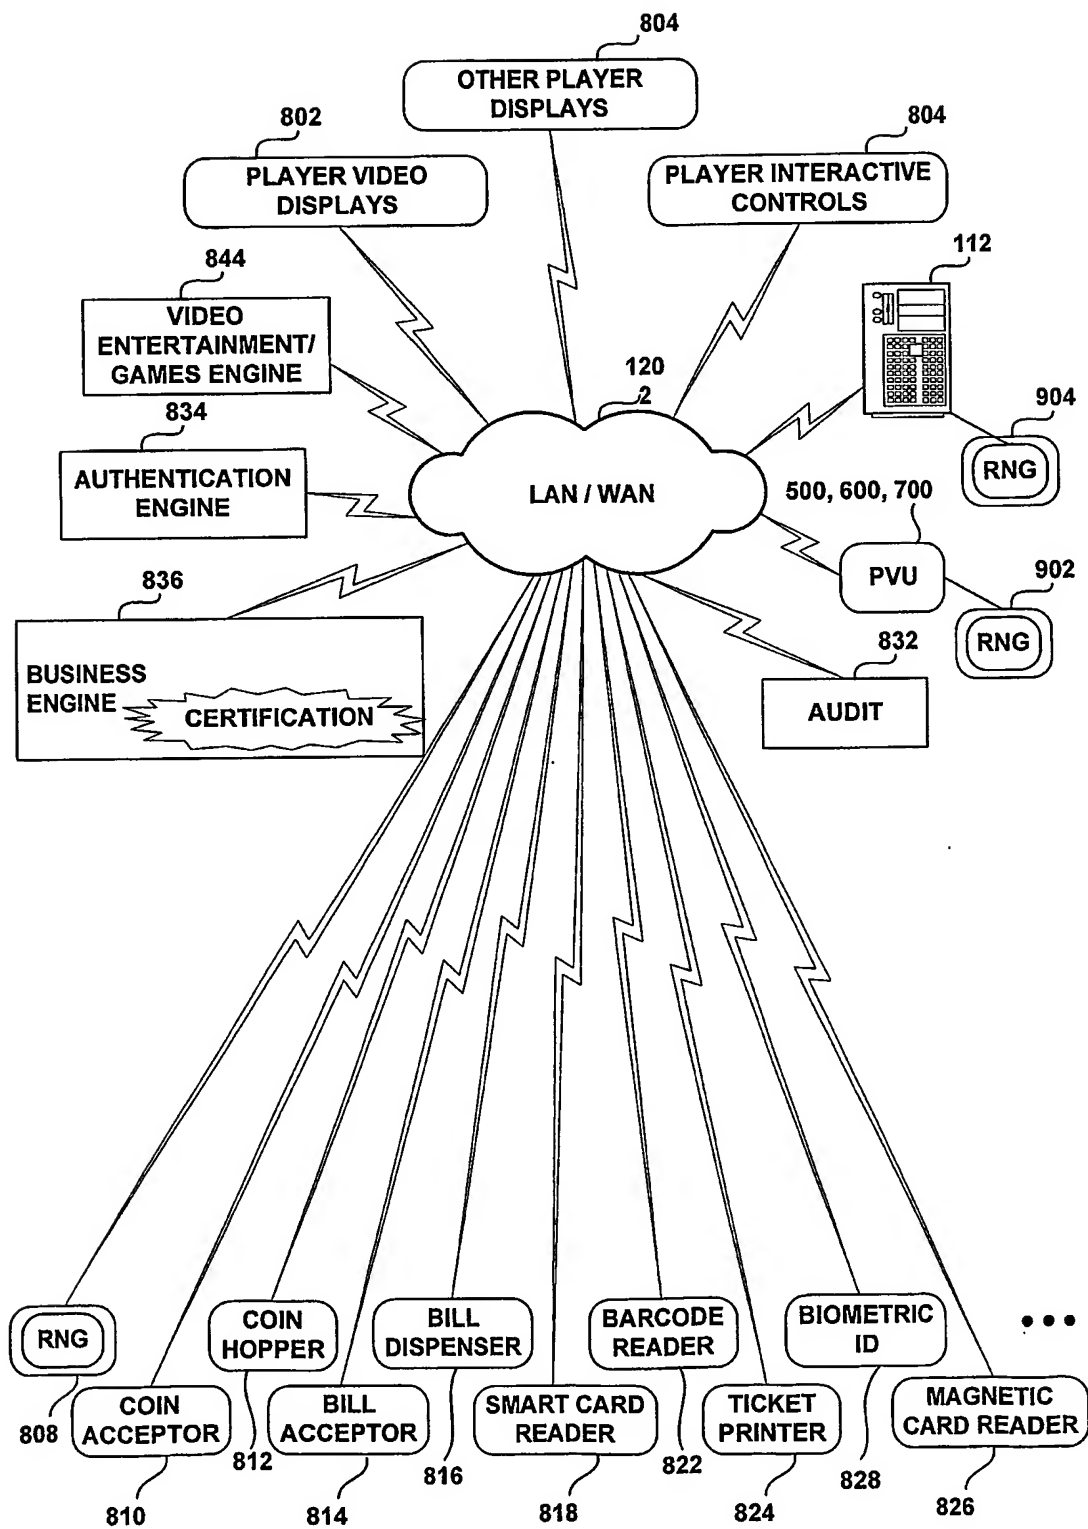 804
OTHER PLAYER
DISPLAYS
802
PLAYER VIDEO
DISPLAYS
804
PLAYER INTERACTIVE
CONTROLS
844
VIDEO
ENTERTAINMENT/
GAMES ENGINE
112
120
2
904
RNG
834
AUTHENTICATION
ENGINE
LAN / WAN
500, 600, 700
PVU
902
RNG
836
BUSINESS
ENGINE
CERTIFICATION
832
AUDIT
RNG
808
COIN
ACCEPTOR
810
COIN
HOPPER
812
BILL
ACCEPTOR
814
BILL
DISPENSER
816
SMART CARD
READER
818
BARCODE
READER
822
TICKET
PRINTER
824
BIOMETRIC
ID
828
MAGNETIC
CARD READER
826
•••